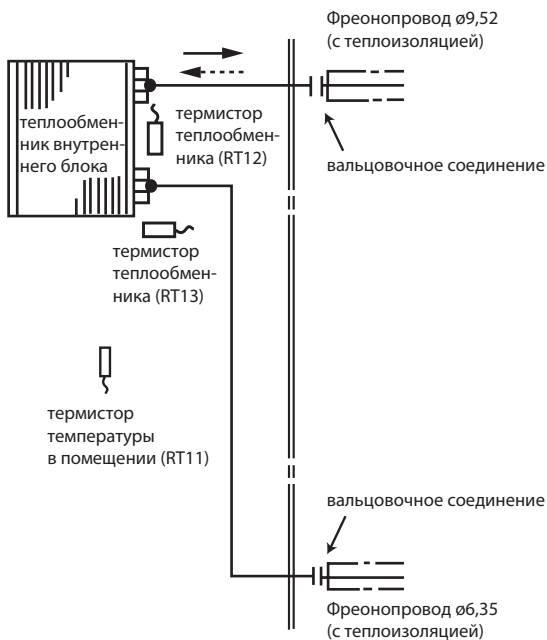 Фреонопровод ø9,52
(с теплоизоляцией)
теплообмен-
ник внутрен-
него блока
термистор
теплообмен-
ника (RT12)
вальцовочное соединение
термистор
теплообмен-
ника (RT13)
термистор
температуры
в помещении (RT11)
вальцовочное соединение
Фреонопровод ø6,35
(с теплоизоляцией)